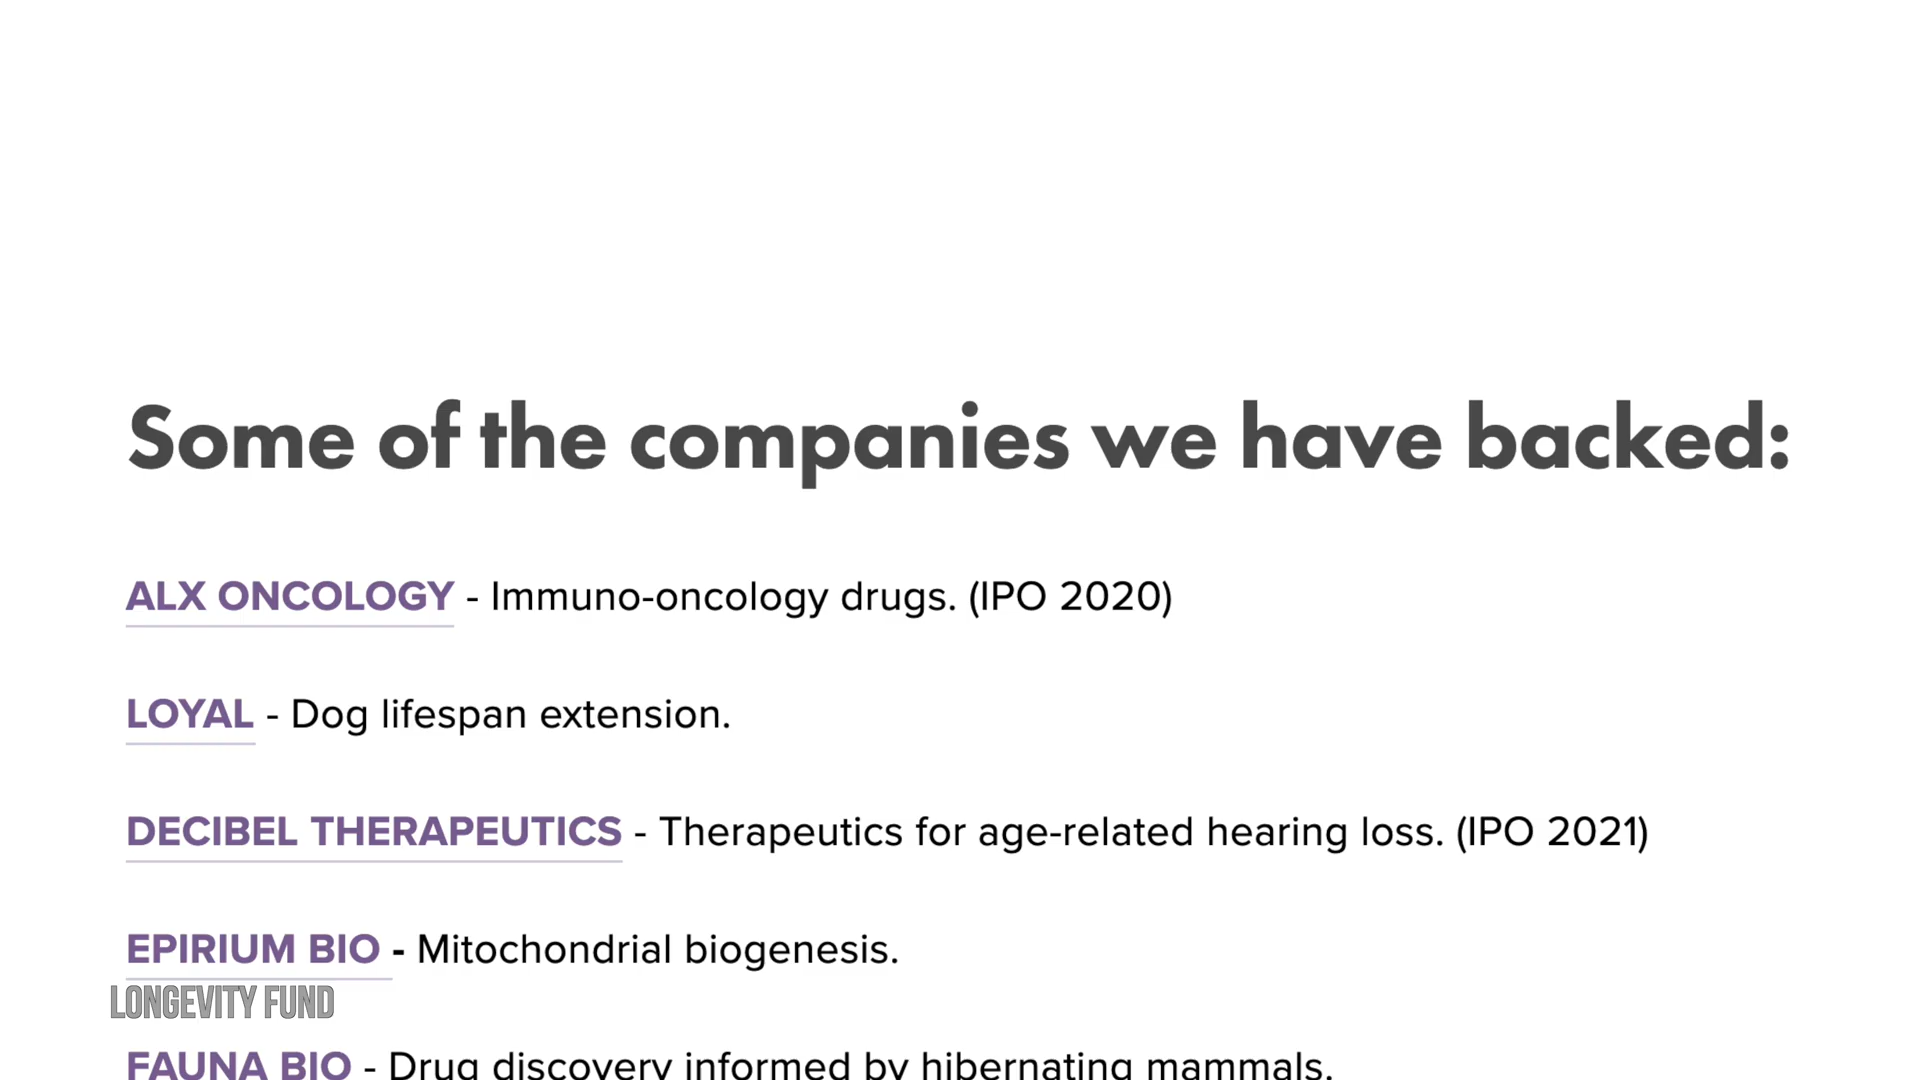 Some of the companies we have backed:
ALX ONCOLOGY - Immuno-oncology drugs. (IPO 2020)
LOYAL - Dog lifespan extension.
DECIBEL THERAPEUTICS - Therapeutics for age-related hearing loss. (IPO 2021)
EPIRIUM BIO - Mitochondrial biogenesis.
LONGEVITY FUND
FAUNA BIO - Drug discovery informed by hibernating mammals.